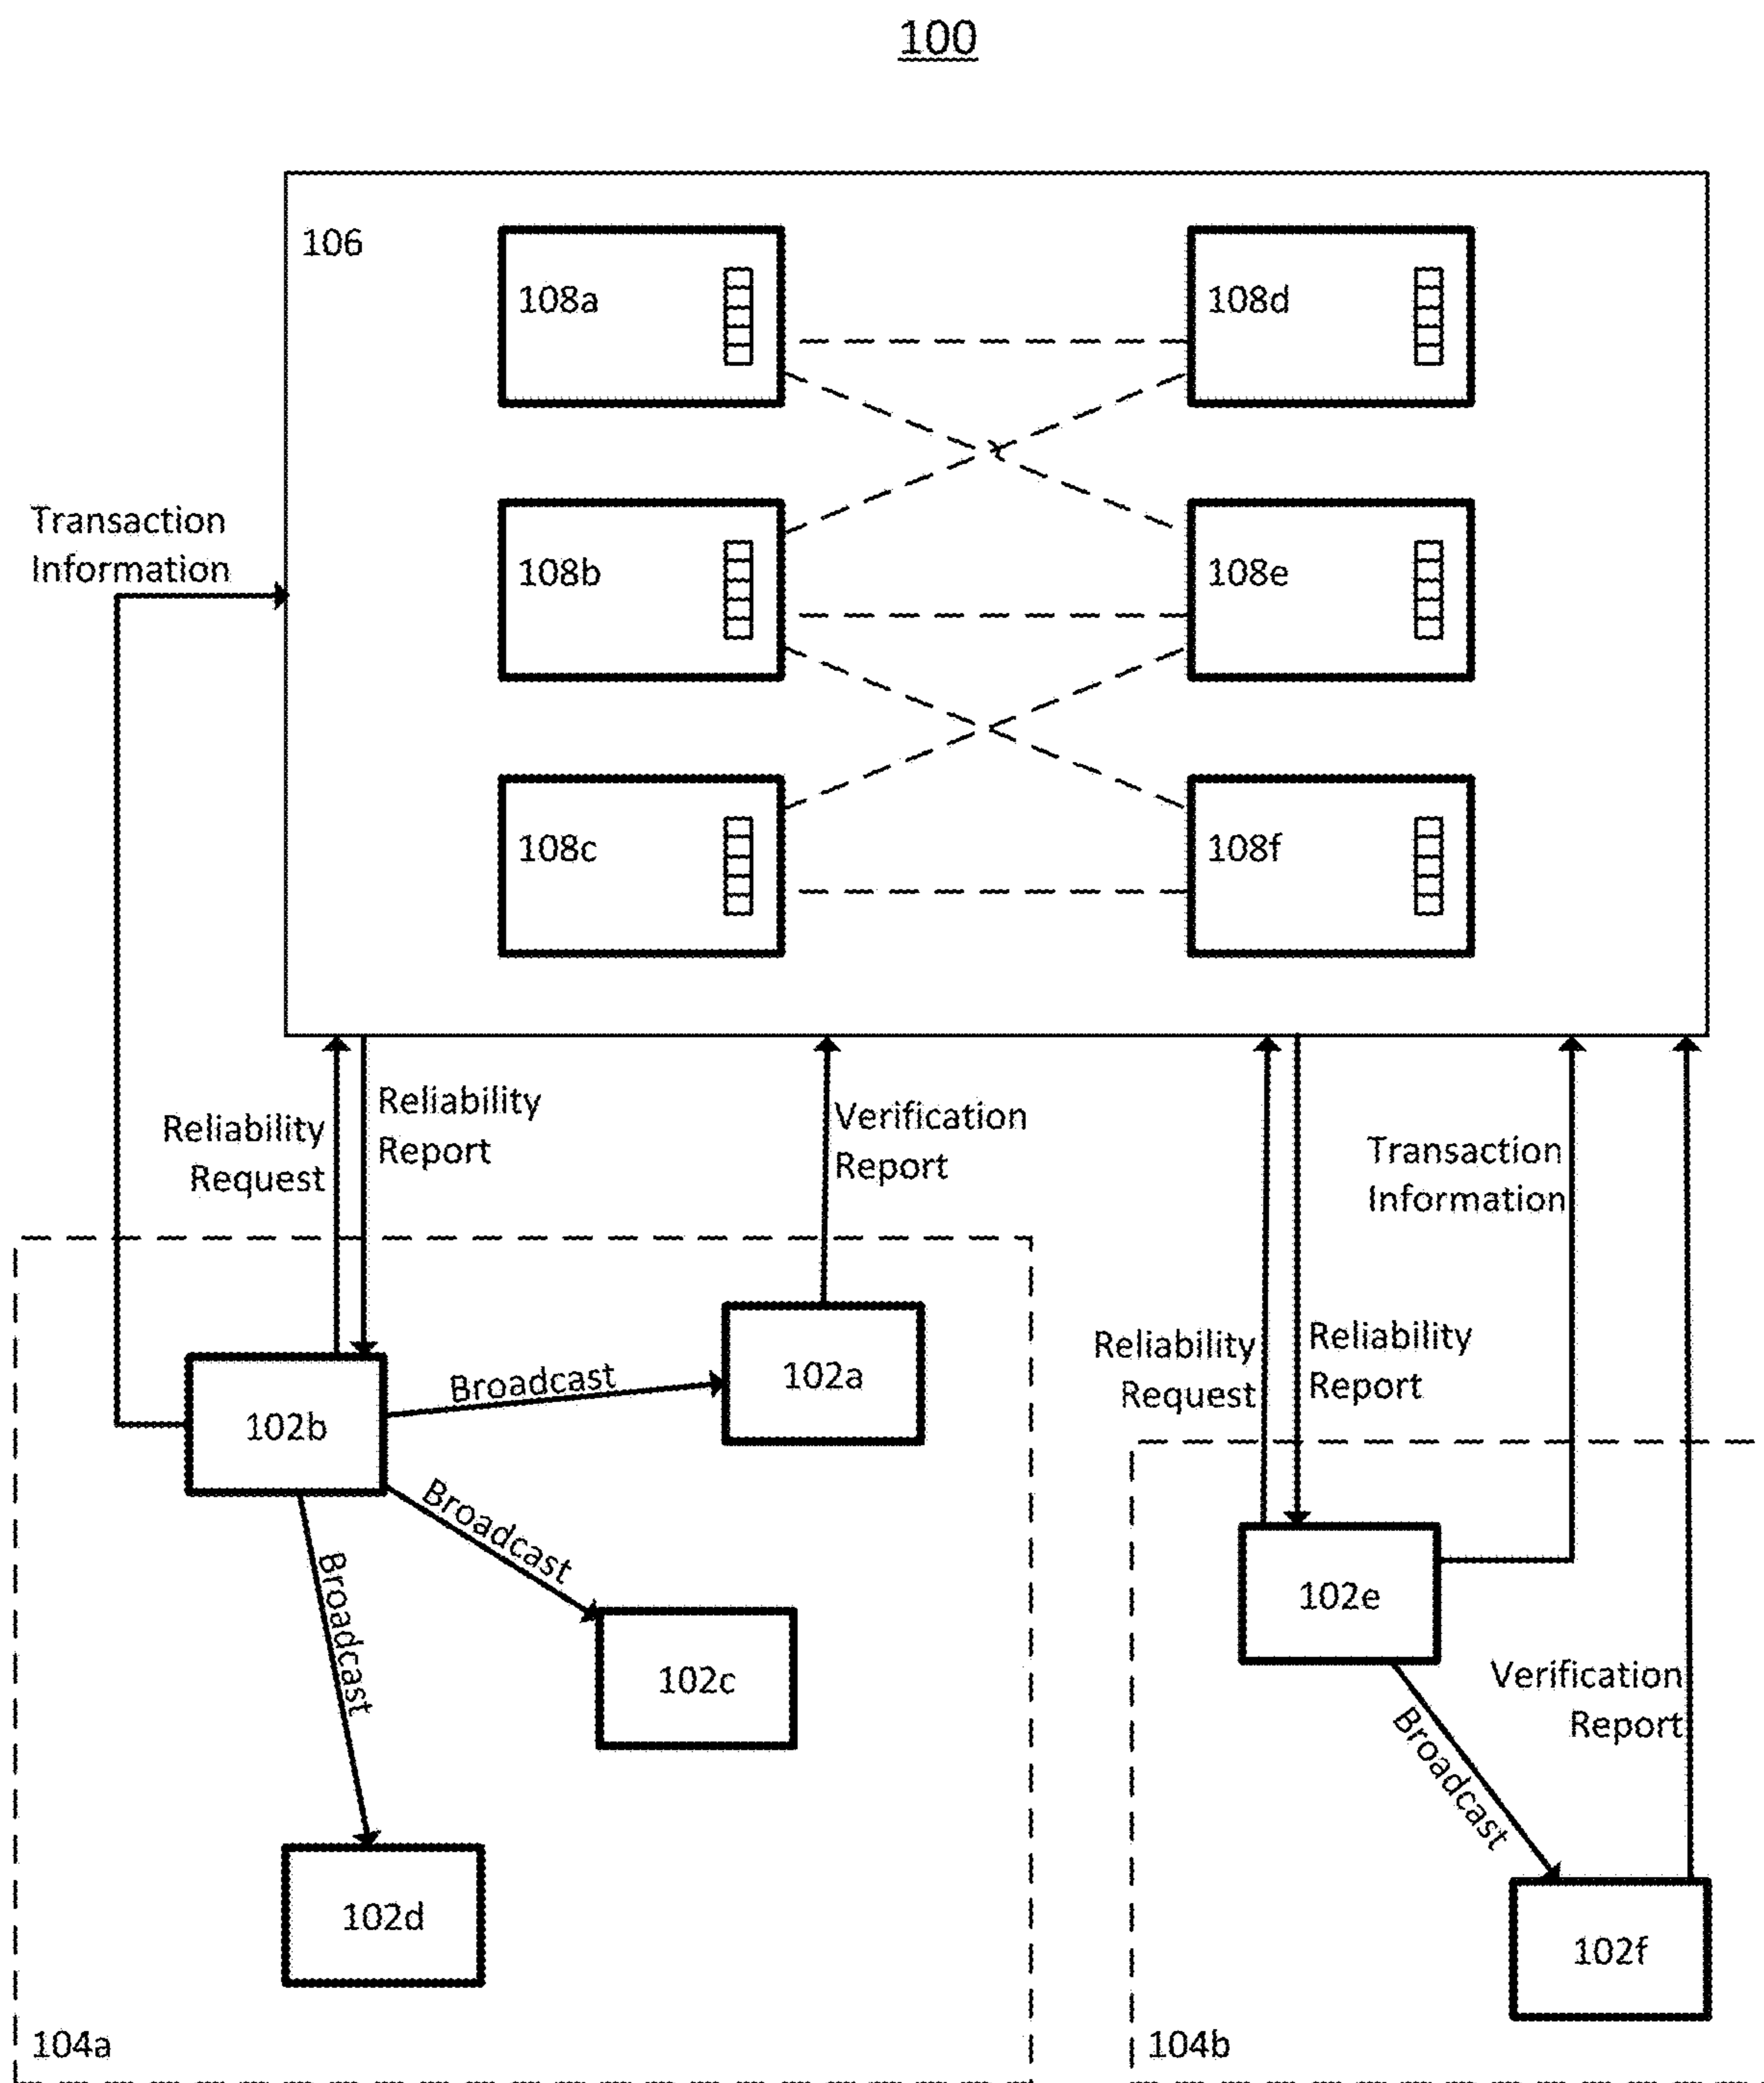 100
106
108a
108d
Transaction
Information
108b
108e
108c
108f
Reliability
Request
Reliability
Report
Verification
Report
Transaction
Information
Reliability
Request
Reliability
Report
Broadcast
102a
102b
Broadcast
Broadcast
102c
102d
104a
102e
Verification
Report
Broadcast
102f
104b